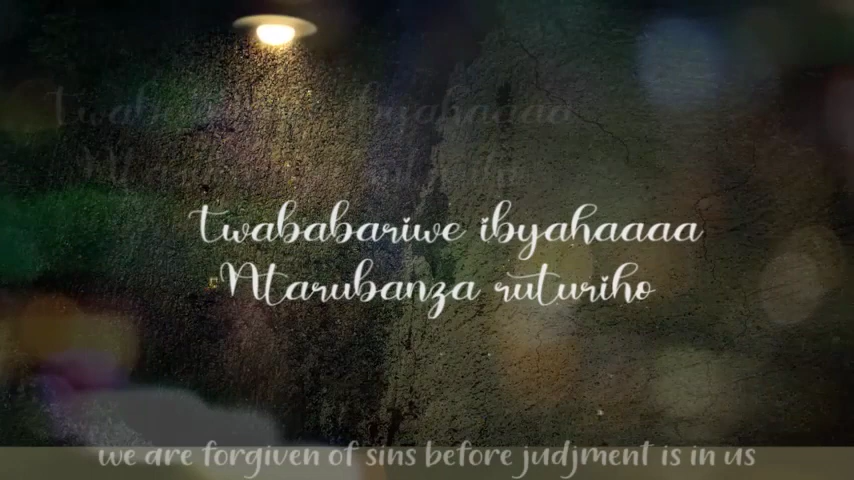 twababariwe ibyahaaaa
Ntarubanza ruturiho
we are forgiven of sins before judjment is in us